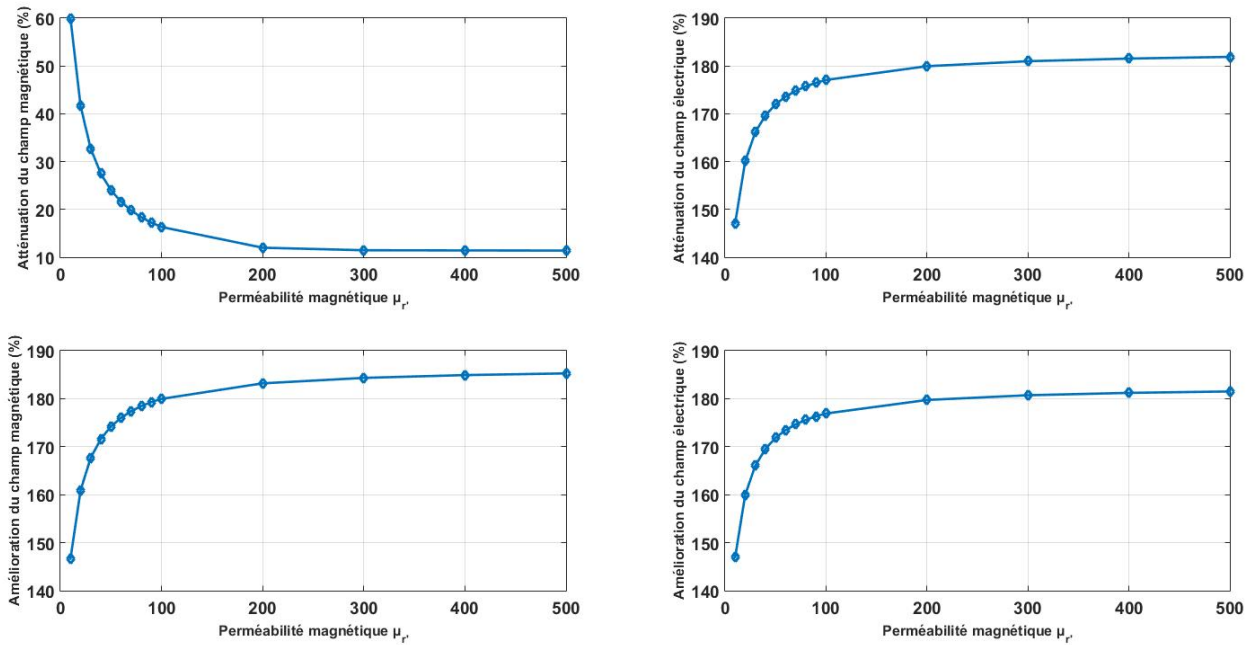 Atténuation du champ magnétique (%)
60
50
40
30
20
10
0 100 200 300 400 500
Perméabilité magnétique μr'
Atténuation du champ électrique (%)
190
180
170
160
150
140
0 100 200 300 400 500
Perméabilité magnétique μr'
Amélioration du champ magnétique (%)
190
180
170
160
150
140
0 100 200 300 400 500
Perméabilité magnétique μr'
Amélioration du champ électrique (%)
190
180
170
160
150
140
0 100 200 300 400 500
Perméabilité magnétique μr'